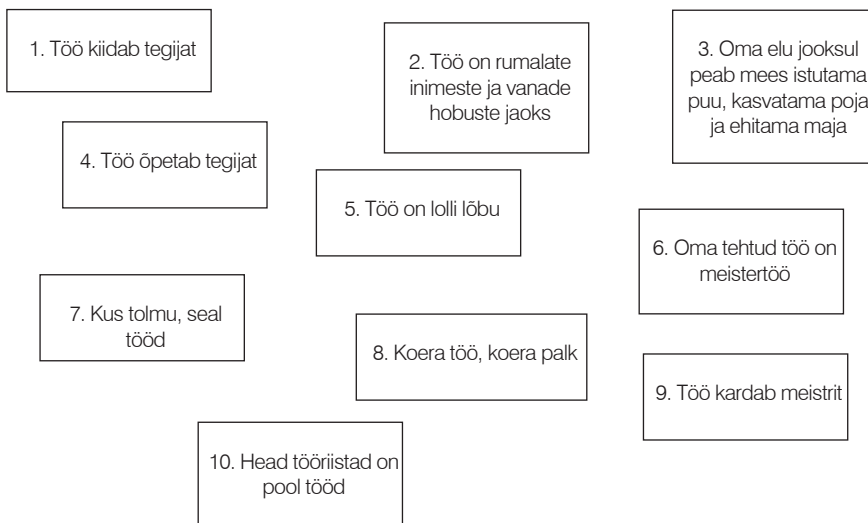 1. Töö kiidab tegijat
2. Töö on rumalate
inimeste ja vanade
hobuste jaoks
3. Oma elu jooksul
peab mees istutama
puu, kasvatama poja
ja ehitama maja
4. Töö õpetab tegijat
5. Töö on lolli lõbu
6. Oma tehtud töö on
meistertöö
7. Kus tolmu, seal
tööd
8. Koera töö, koera palk
9. Töö kardab meistrit
10. Head tööriistad on
pool tööd